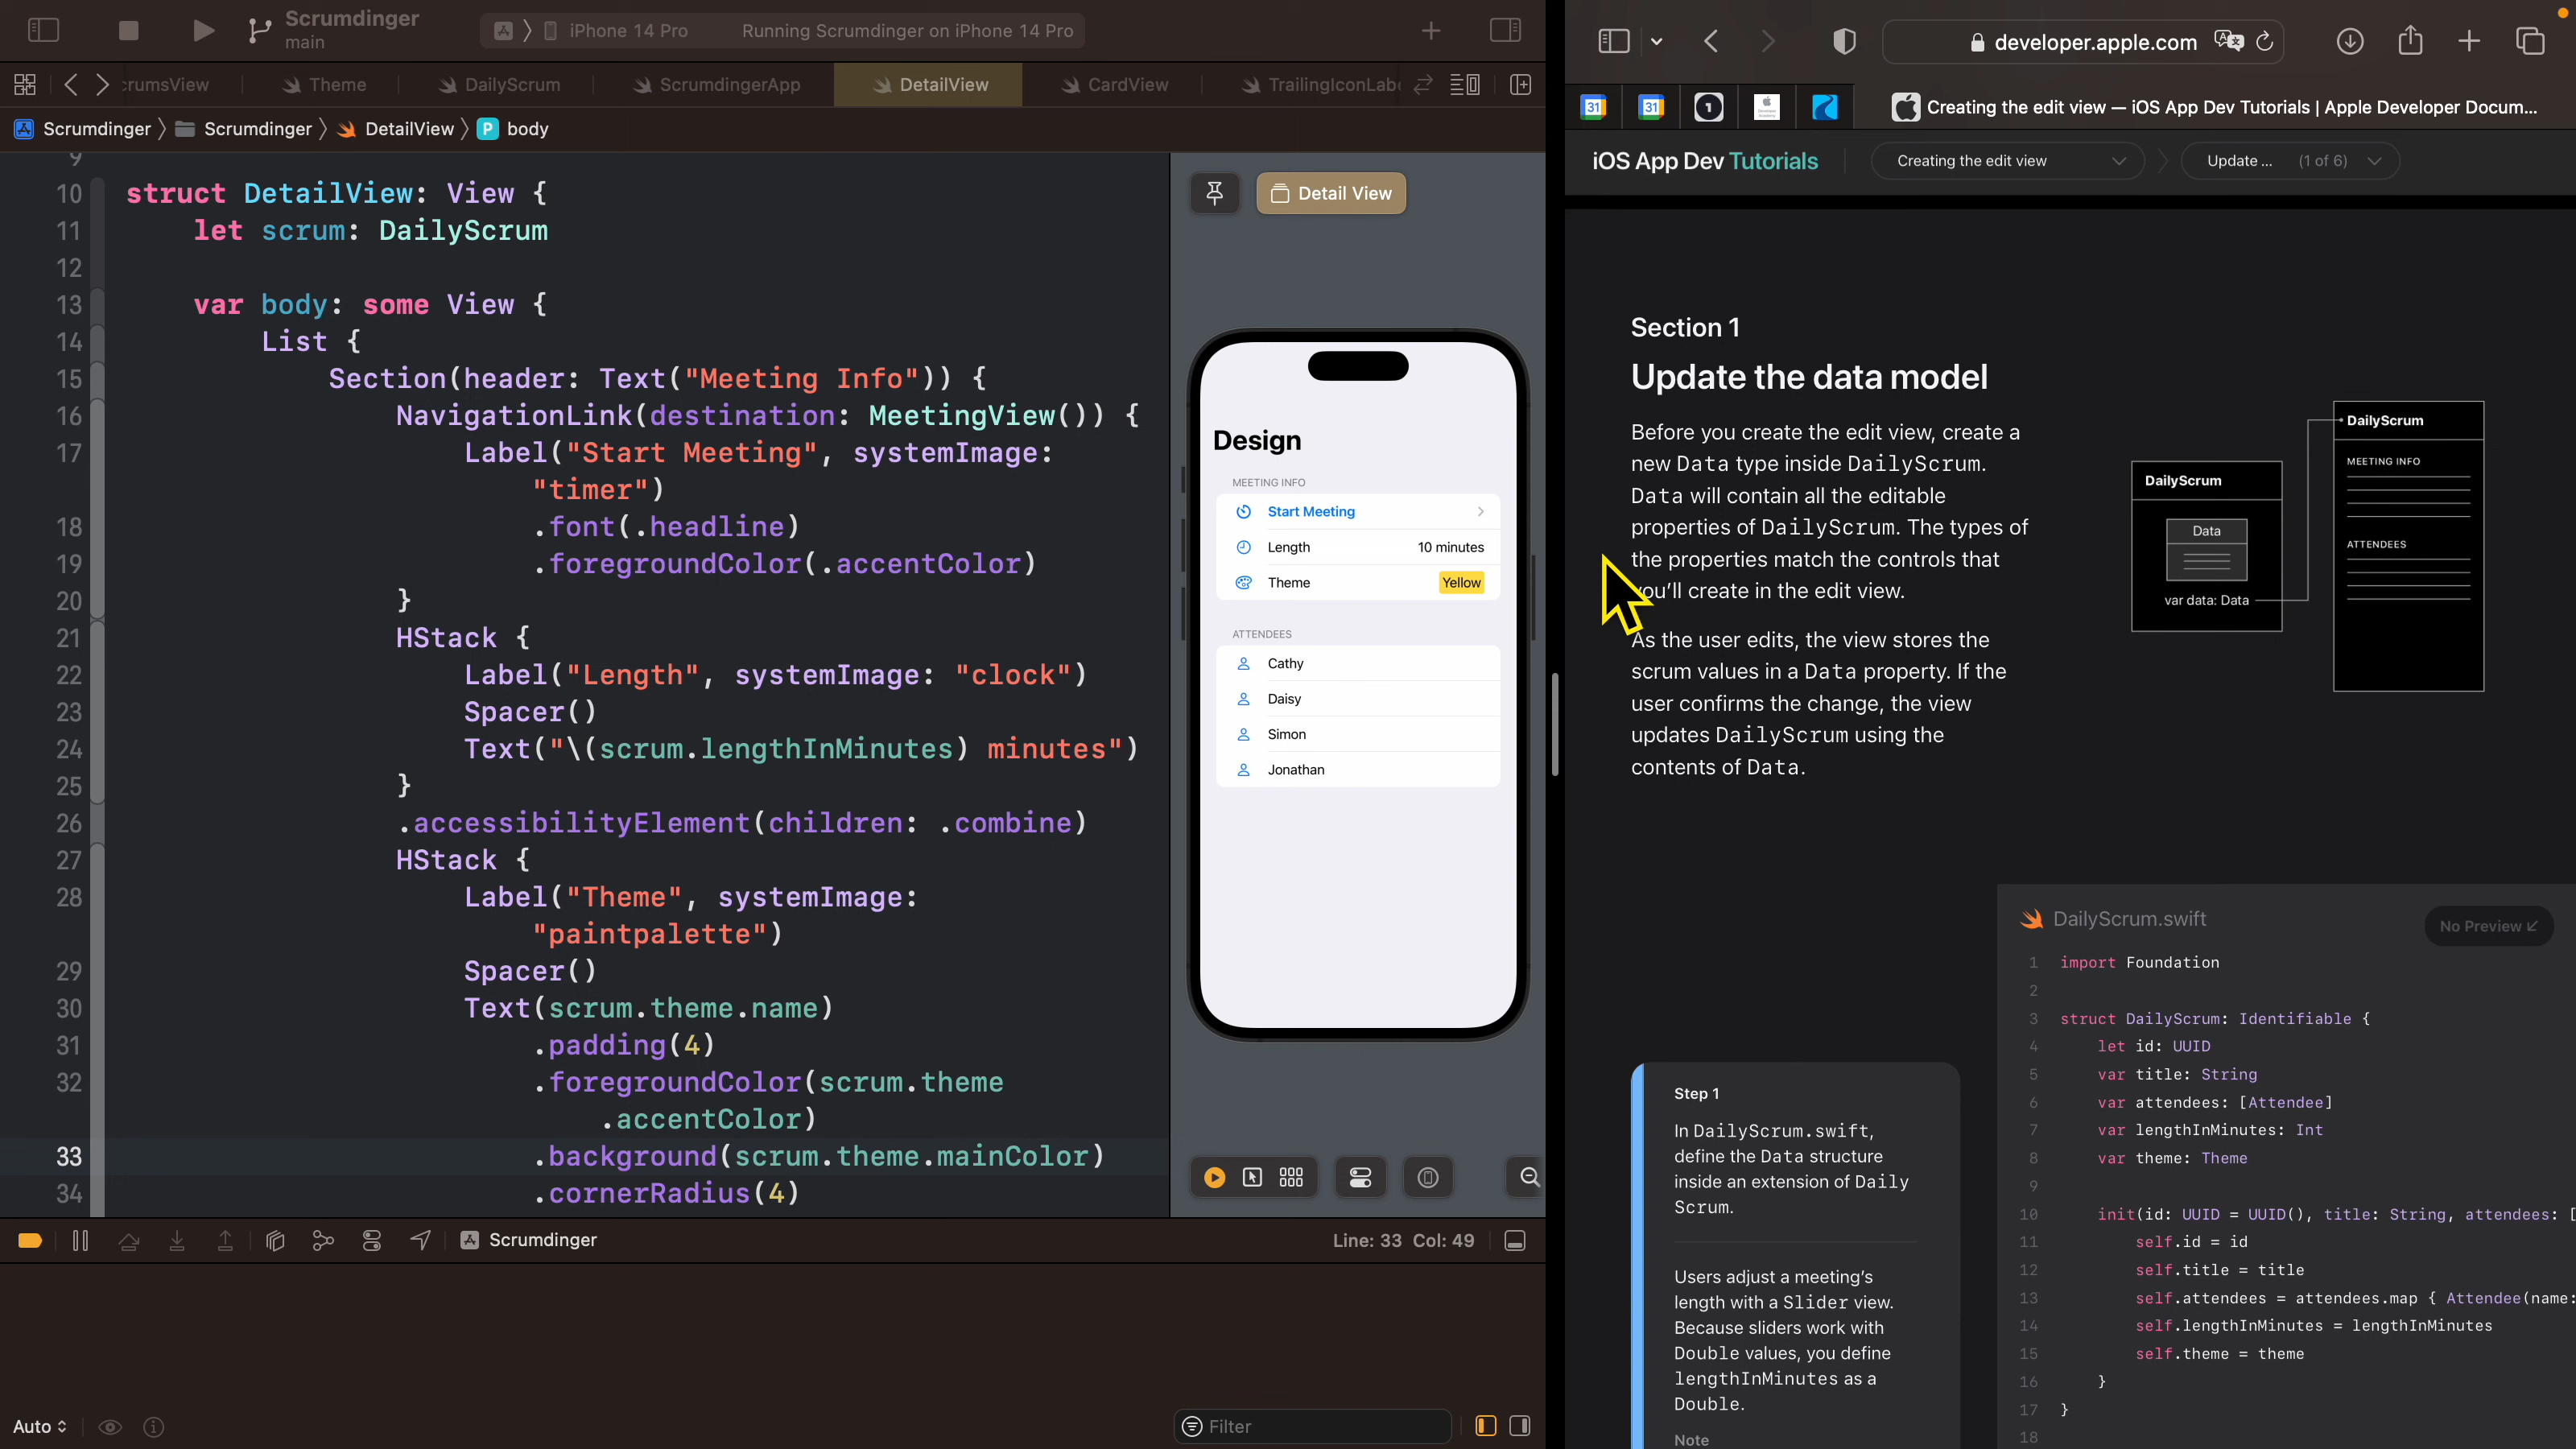 Scrumdinger
main
iPhone 14 Pro
Running Scrumdinger on iPhone 14 Pro
crumsView
Theme
DailyScrum
ScrumdingerApp
DetailView
CardView
TrailingIconLabe
Scrumdinger
Scrumdinger
DetailView
P body
9
10 struct DetailView: View {
11 let scrum: DailyScrum
12
13 var body: some View {
14 List {
15 Section(header: Text("Meeting Info")) {
16 NavigationLink(destination: MeetingView()) {
17 Label("Start Meeting", systemImage:
"timer")
18 .font(.headline)
19 .foregroundColor(.accentColor)
20 }
21 HStack {
22 Label("Length", systemImage: "clock")
23 Spacer()
24 Text("\(scrum.lengthInMinutes) minutes")
25 }
26 .accessibilityElement(children: .combine)
27 HStack {
28 Label("Theme", systemImage:
"paintpalette")
29 Spacer()
30 Text(scrum.theme.name)
31 .padding(4)
32 .foregroundColor(scrum.theme
.accentColor)
33 .background(scrum.theme.mainColor)
34 .cornerRadius(4)
Detail View
Design
MEETING INFO
Start Meeting
Length 10 minutes
Theme Yellow
ATTENDEES
Cathy
Daisy
Simon
Jonathan
Scrumdinger
Line: 33 Col: 49
Auto
Filter
developer.apple.com
31
31
1
Creating the edit view — iOS App Dev Tutorials | Apple Developer Docum...
iOS App Dev Tutorials
Creating the edit view
Update ... (1 of 6)
Section 1
Update the data model
Before you create the edit view, create a
new Data type inside DailyScrum.
Data will contain all the editable
properties of DailyScrum. The types of
the properties match the controls that
you'll create in the edit view.
As the user edits, the view stores the
scrum values in a Data property. If the
user confirms the change, the view
updates DailyScrum using the
contents of Data.
DailyScrum
Data
var data: Data
DailyScrum
MEETING INFO
ATTENDEES
Step 1
In DailyScrum.swift,
define the Data structure
inside an extension of Daily
Scrum.
Users adjust a meeting's
length with a Slider view.
Because sliders work with
Double values, you define
lengthInMinutes as a
Double.
Note
DailyScrum.swift
No Preview
1 import Foundation
2
3 struct DailyScrum: Identifiable {
4 let id: UUID
5 var title: String
6 var attendees: [Attendee]
7 var lengthInMinutes: Int
8 var theme: Theme
9
10 init(id: UUID = UUID(), title: String, attendees: [
11 self.id = id
12 self.title = title
13 self.attendees = attendees.map { Attendee(name:
14 self.lengthInMinutes = lengthInMinutes
15 self.theme = theme
16 }
17 }
18